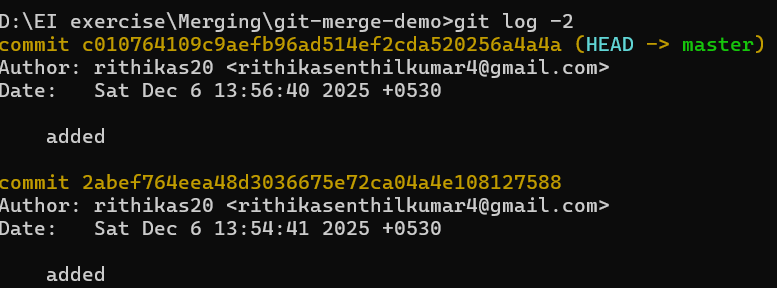 D:\EI exercise\Merging\git-merge-demo>git log -2
commit c010764109c9aefb96ad514ef2cda520256a4a4a (HEAD -> master)
Author: rithikas20 <rithikasenthilkumar4@gmail.com>
Date:   Sat Dec 6 13:56:40 2025 +0530
added
commit 2abef764eea48d3036675e72ca04a4e108127588
Author: rithikas20 <rithikasenthilkumar4@gmail.com>
Date:   Sat Dec 6 13:54:41 2025 +0530
added